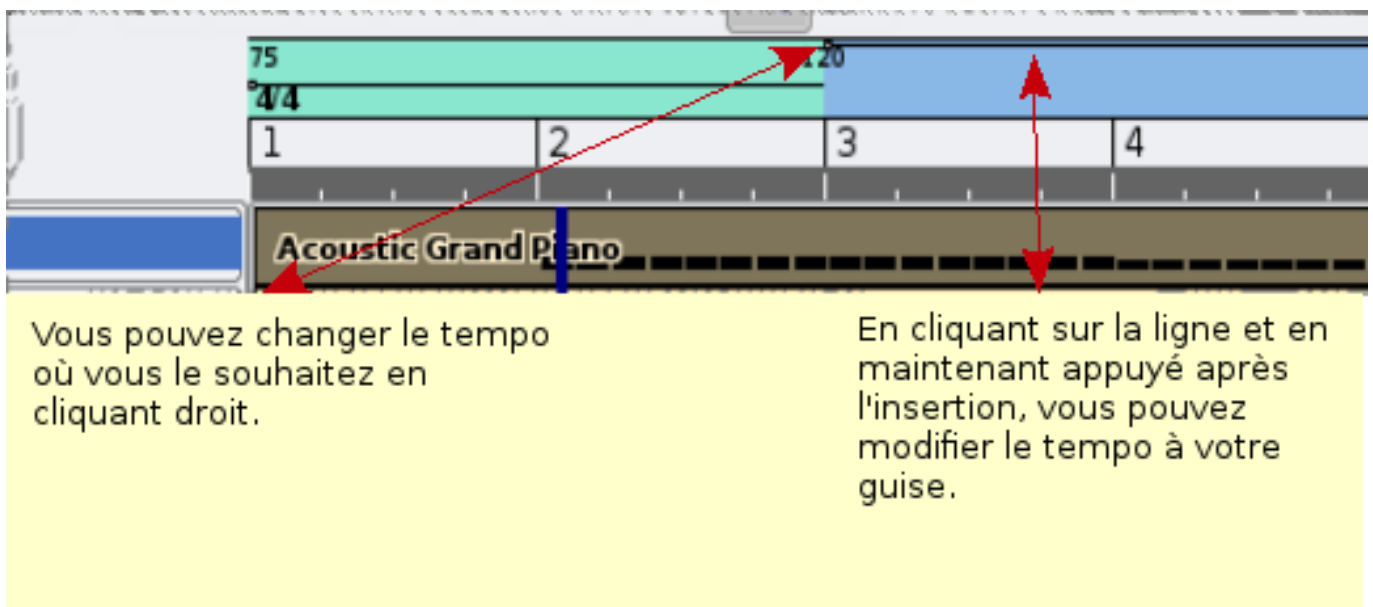 75
120
4/4
1 2 3 4
Acoustic Grand Piano
Vous pouvez changer le tempo
où vous le souhaitez en
cliquant droit.
En cliquant sur la ligne et en
maintenant appuyé après
l'insertion, vous pouvez
modifier le tempo à votre
guise.